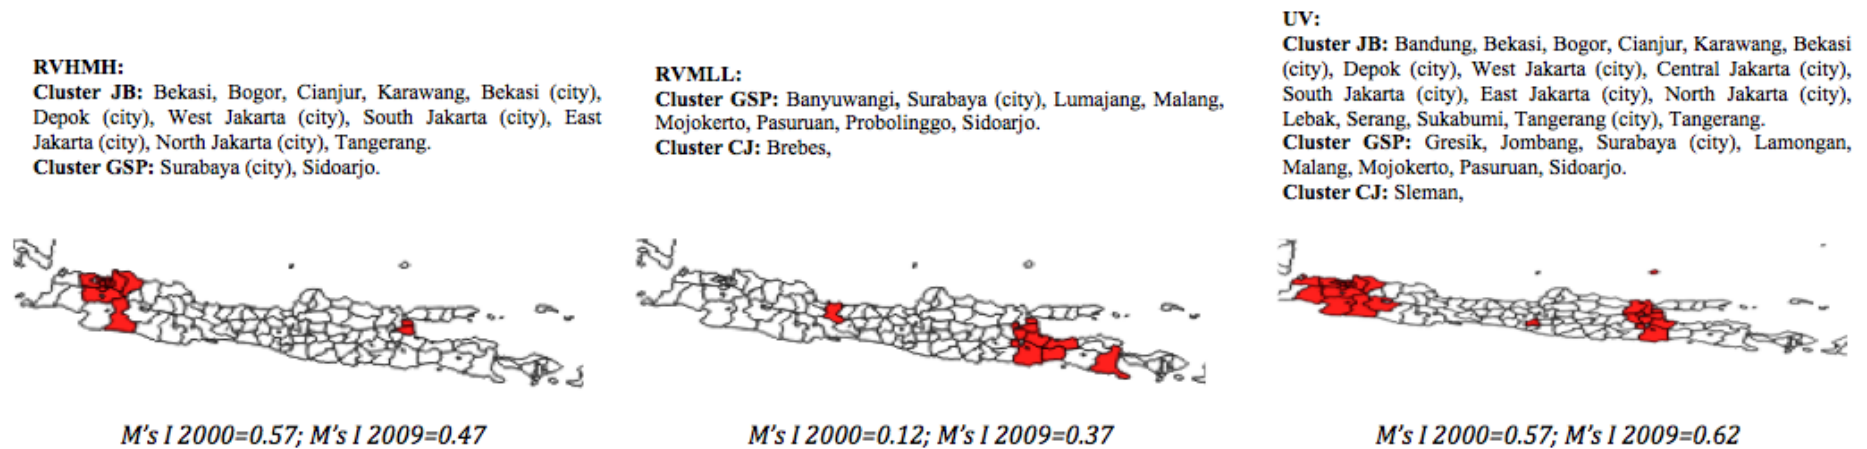 RVHMH:
Cluster JB: Bekasi, Bogor, Cianjur, Karawang, Bekasi (city),
Depok (city), West Jakarta (city), South Jakarta (city), East
Jakarta (city), North Jakarta (city), Tangerang.
Cluster GSP: Surabaya (city), Sidoarjo.
M's I 2000=0.57; M's I 2009=0.47
RVMLL:
Cluster GSP: Banyuwangi, Surabaya (city), Lumajang, Malang,
Mojokerto, Pasuruan, Probolinggo, Sidoarjo.
Cluster CJ: Brebes,
M's I 2000=0.12; M's I 2009=0.37
UV:
Cluster JB: Bandung, Bekasi, Bogor, Cianjur, Karawang, Bekasi
(city), Depok (city), West Jakarta (city), Central Jakarta (city),
South Jakarta (city), East Jakarta (city), North Jakarta (city),
Lebak, Serang, Sukabumi, Tangerang (city), Tangerang.
Cluster GSP: Gresik, Jombang, Surabaya (city), Lamongan,
Malang, Mojokerto, Pasuruan, Sidoarjo.
Cluster CJ: Sleman,
M's I 2000=0.57; M's I 2009=0.62